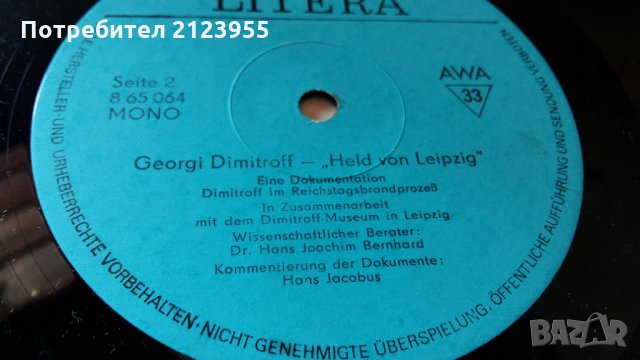 Потребител 2123955
LITERA
Seite 2
8 65 064
MONO
AWA
33
Georgi Dimitroff – „Held von Leipzig“
Eine Dokumentation
Dimitroff im Reichstagsbrandprozeß
In Zusammenarbeit
mit dem Dimitroff-Museum in Leipzig
Wissenschaftlicher Berater:
Dr. Hans Joachim Bernhard
Kommentierung der Dokumente:
Hans Jacobus
HERSTELLER-UND URHEBERRECHTE VORBEHALTEN·NICHT GENEHMIGTE ÜBERSPIELUNG, ÖFFENTLICHE AUFFÜHRUNG UND SENDUNG VERBOTEN
BAZAR